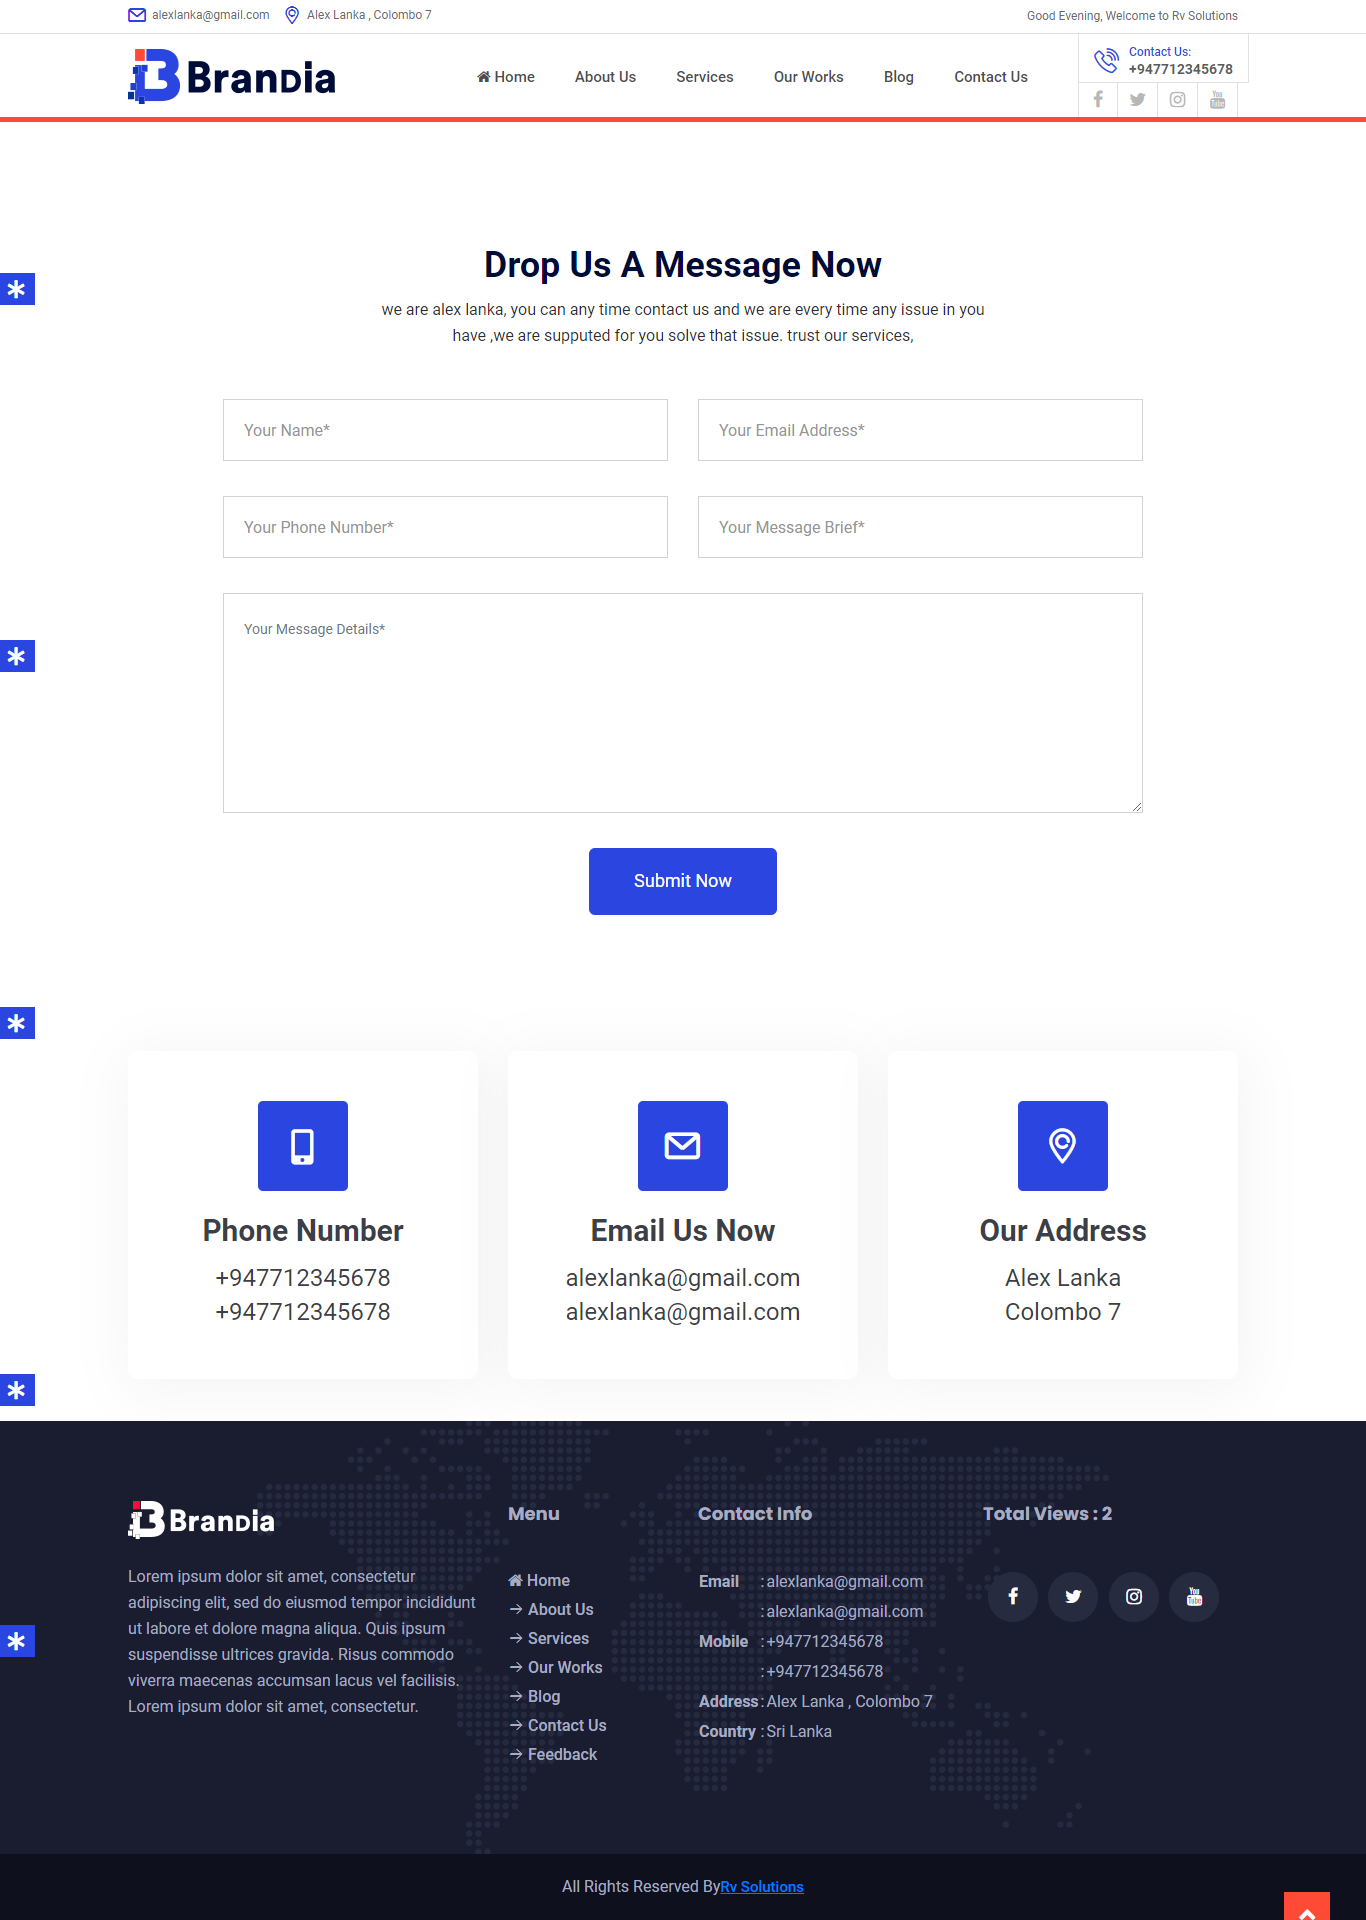 alexlanka@gmail.com Alex Lanka , Colombo 7 Good Evening, Welcome to Rv Solutions
Brandia
Home About Us Services Our Works Blog Contact Us
Contact Us:
+947712345678
You
Tube
Drop Us A Message Now
we are alex lanka, you can any time contact us and we are every time any issue in you
have ,we are supputed for you solve that issue. trust our services,
Your Name* Your Email Address*
Your Phone Number* Your Message Brief*
Your Message Details*
Submit Now
Phone Number
+947712345678
+947712345678
Email Us Now
alexlanka@gmail.com
alexlanka@gmail.com
Our Address
Alex Lanka
Colombo 7
Brandia
Lorem ipsum dolor sit amet, consectetur
adipiscing elit, sed do eiusmod tempor incididunt
ut labore et dolore magna aliqua. Quis ipsum
suspendisse ultrices gravida. Risus commodo
viverra maecenas accumsan lacus vel facilisis.
Lorem ipsum dolor sit amet, consectetur.
Menu
Home
About Us
Services
Our Works
Blog
Contact Us
Feedback
Contact Info
Email : alexlanka@gmail.com
: alexlanka@gmail.com
Mobile : +947712345678
: +947712345678
Address : Alex Lanka , Colombo 7
Country : Sri Lanka
Total Views : 2
You
Tube
All Rights Reserved ByRv Solutions